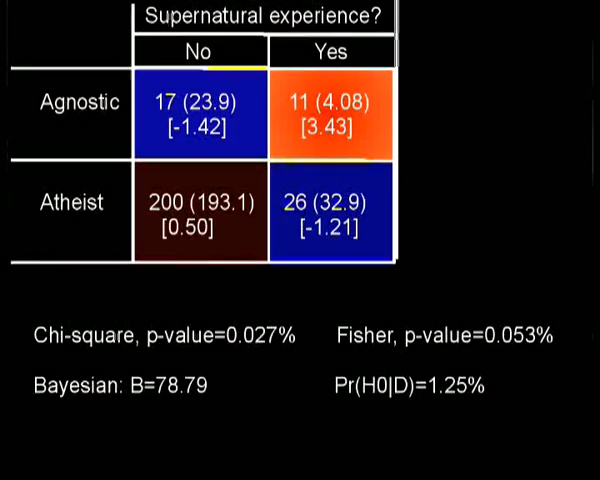 Supernatural experience?
No Yes
Agnostic 17 (23.9) 11 (4.08)
[-1.42] [3.43]
Atheist 200 (193.1) 26 (32.9)
[0.50] [-1.21]
Chi-square, p-value=0.027% Fisher, p-value=0.053%
Bayesian: B=78.79 Pr(H0|D)=1.25%